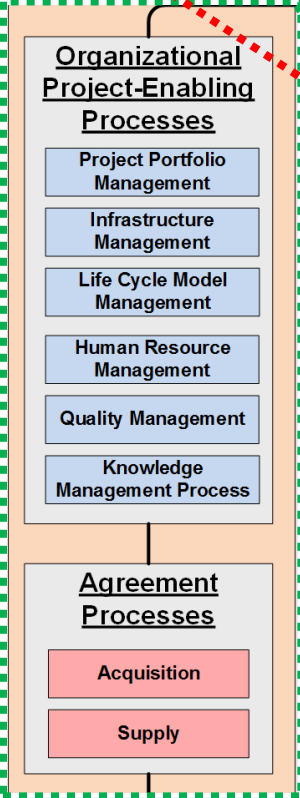 Organizational
Project-Enabling
Processes
Project Portfolio
Management
Infrastructure
Management
Life Cycle Model
Management
Human Resource
Management
Quality Management
Knowledge
Management Process
Agreement
Processes
Acquisition
Supply